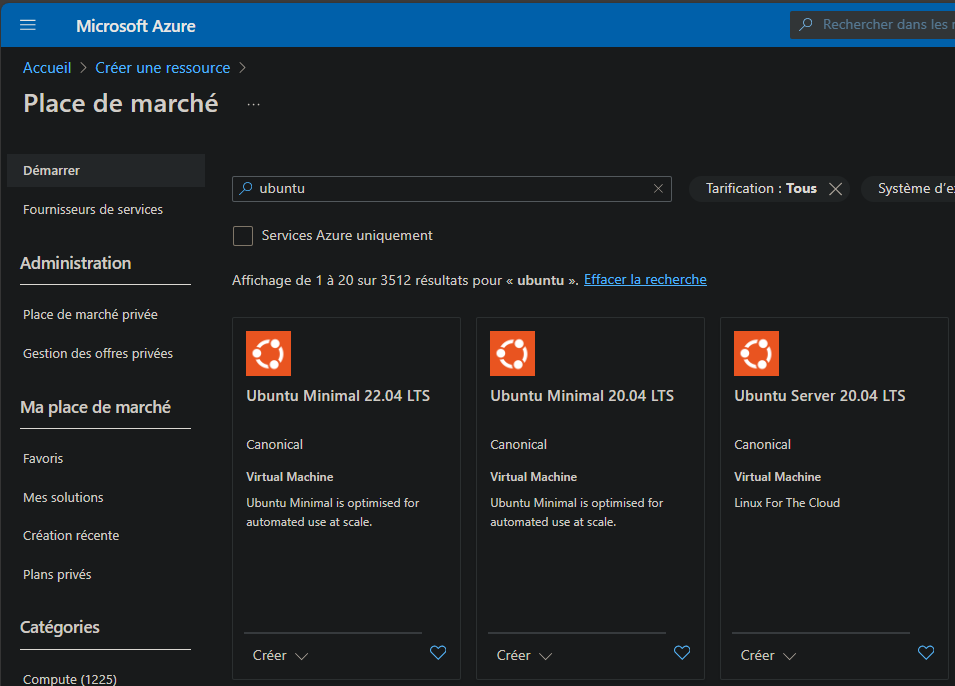 Microsoft Azure
Rechercher dans les
Accueil > Créer une ressource >
Place de marché ...
Démarrer
Fournisseurs de services
Administration
Place de marché privée
Gestion des offres privées
Ma place de marché
Favoris
Mes solutions
Création récente
Plans privés
Catégories
Compute (1225)
ubuntu
Tarification : Tous
Système d'ex
Services Azure uniquement
Affichage de 1 à 20 sur 3512 résultats pour « ubuntu ». Effacer la recherche
Ubuntu Minimal 22.04 LTS
Canonical
Virtual Machine
Ubuntu Minimal is optimised for
automated use at scale.
Créer
Ubuntu Minimal 20.04 LTS
Canonical
Virtual Machine
Ubuntu Minimal is optimised for
automated use at scale.
Créer
Ubuntu Server 20.04 LTS
Canonical
Virtual Machine
Linux For The Cloud
Créer